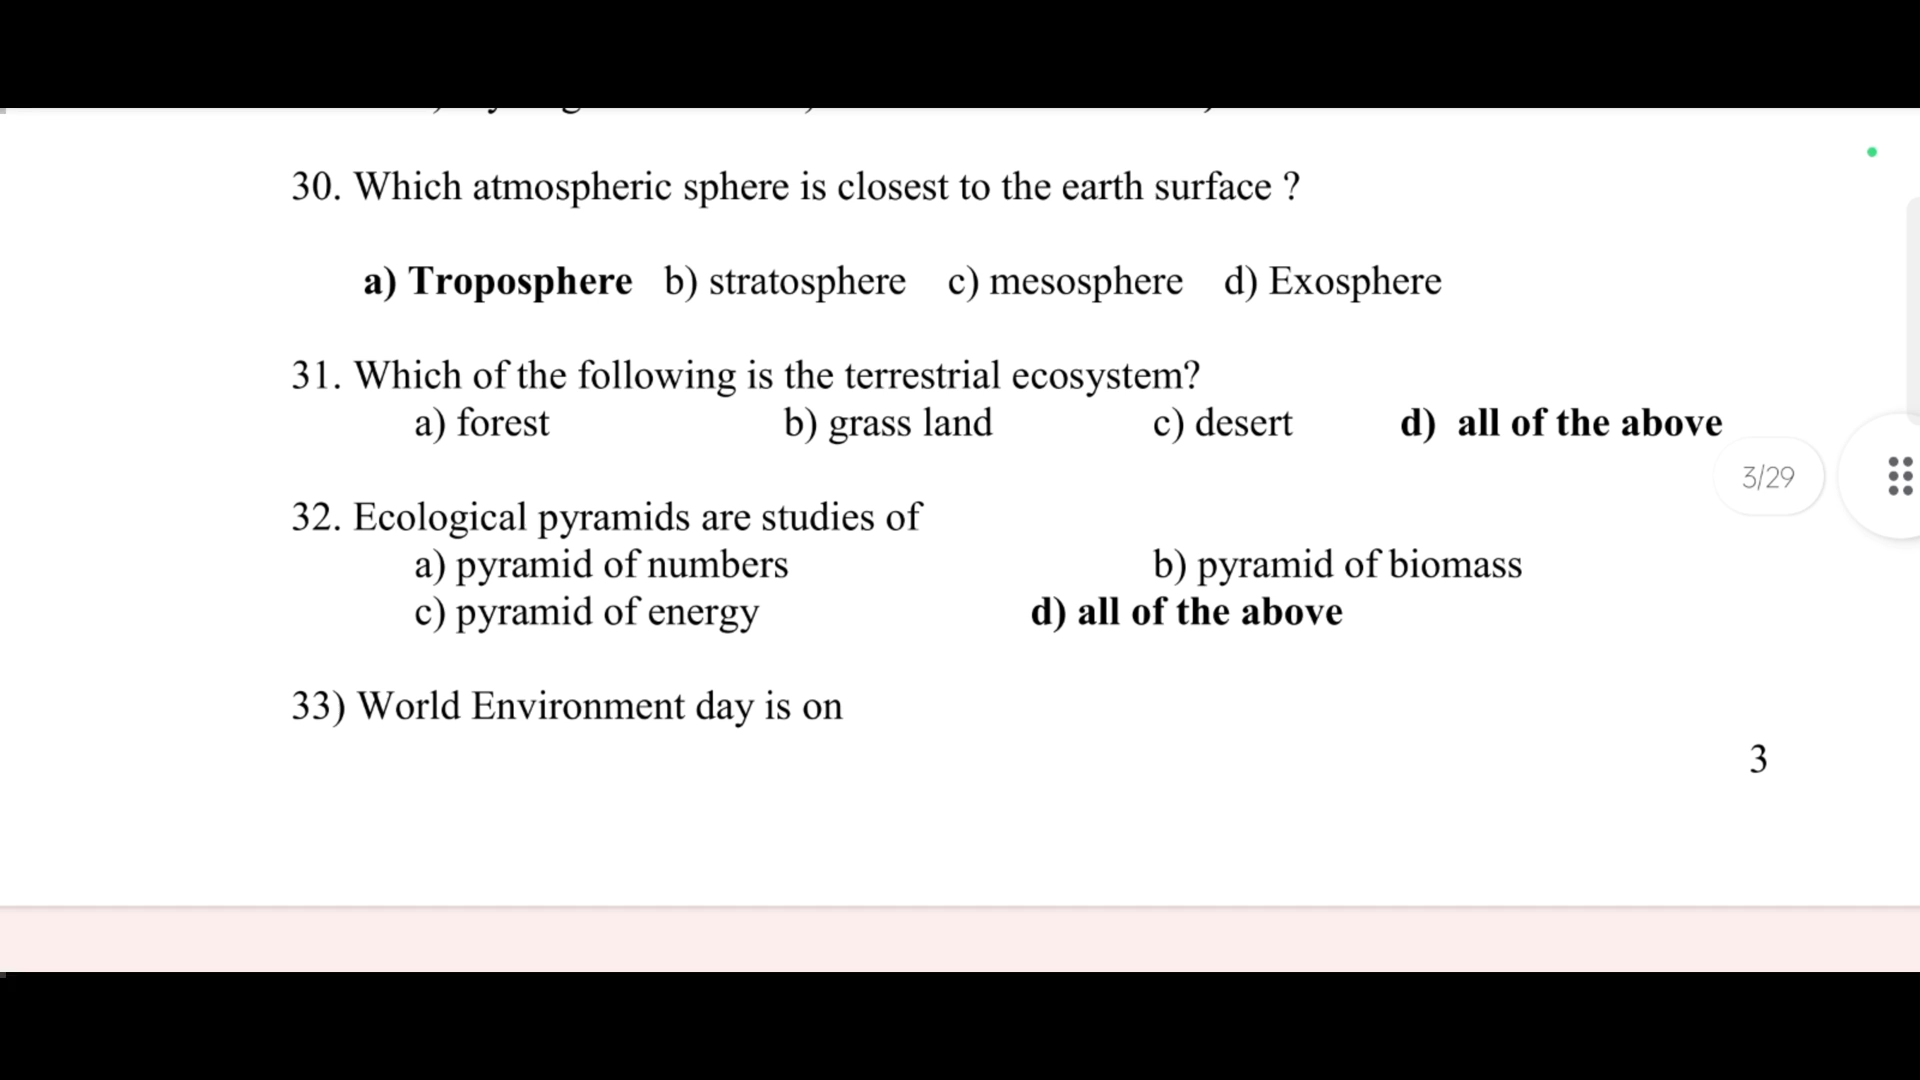 30. Which atmospheric sphere is closest to the earth surface ?
a) Troposphere b) stratosphere c) mesosphere d) Exosphere
31. Which of the following is the terrestrial ecosystem?
a) forest b) grass land c) desert d) all of the above
3/29
32. Ecological pyramids are studies of
a) pyramid of numbers b) pyramid of biomass
c) pyramid of energy d) all of the above
33) World Environment day is on
3